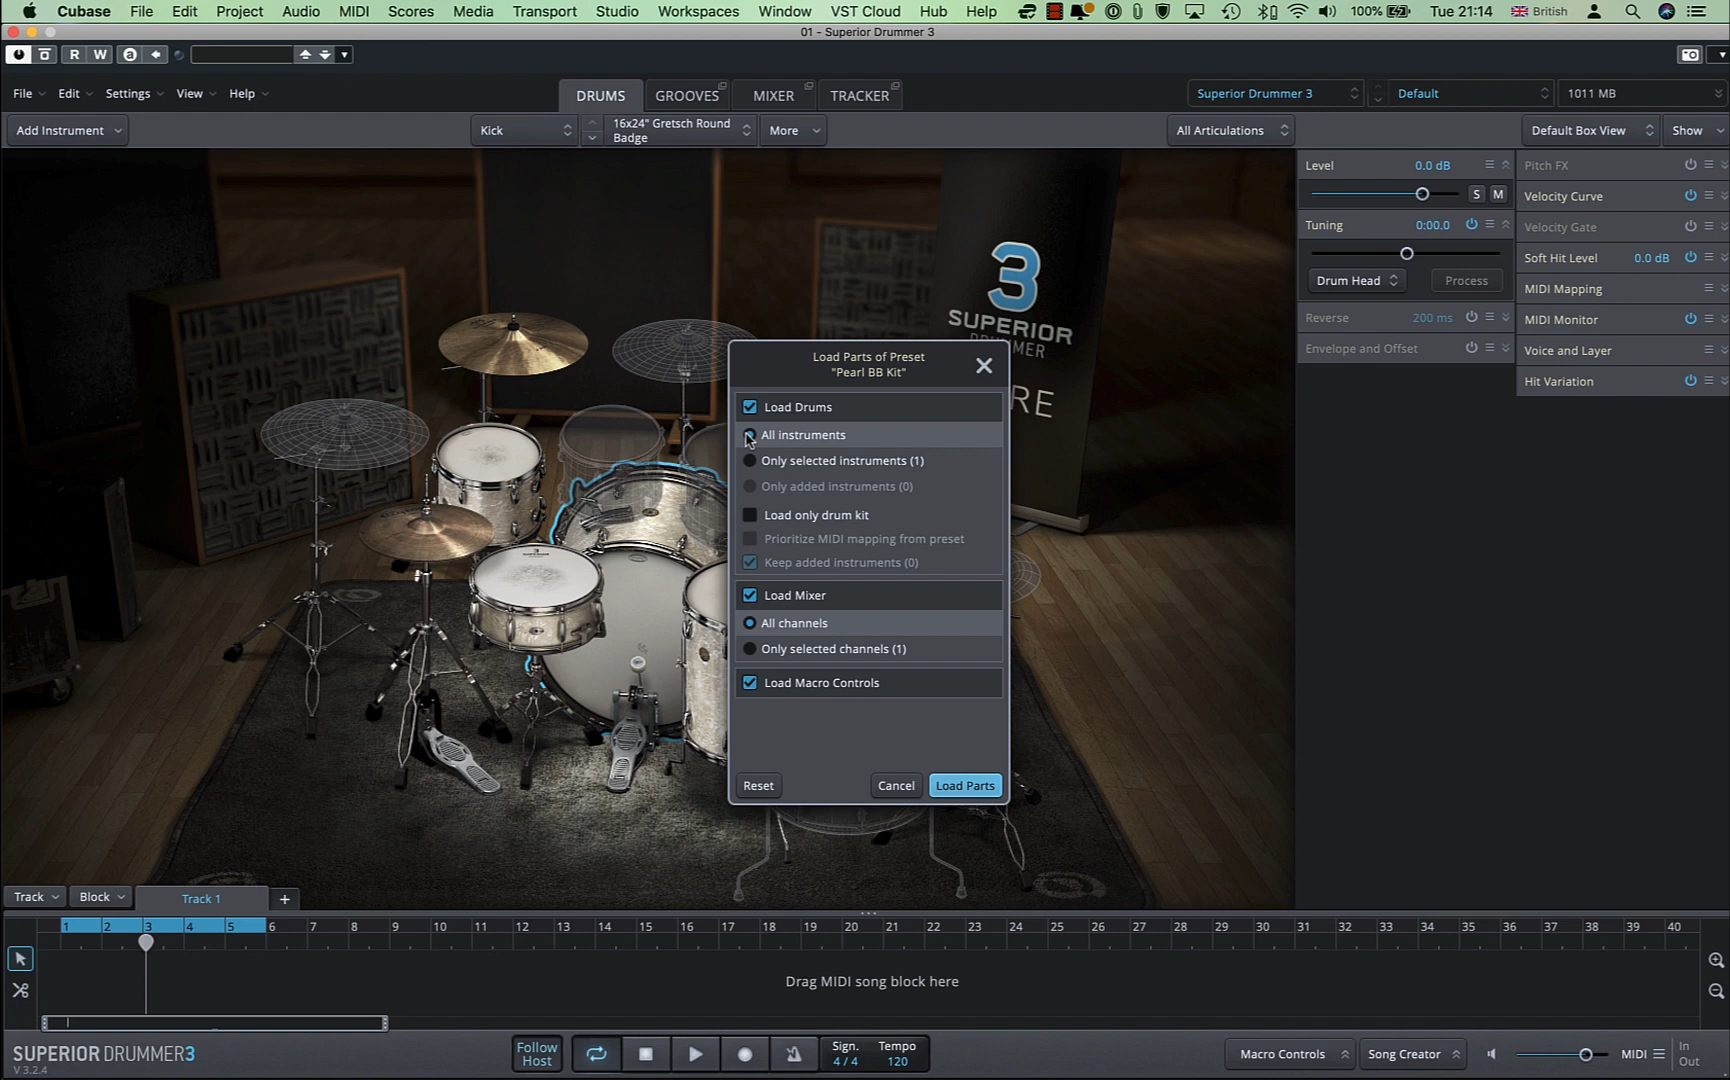 Cubase File Edit Project Audio MIDI Scores Media Transport Studio Workspaces Window VST Cloud Hub Help 100% Tue 21:14 British
01 - Superior Drummer 3
R W a
File Edit Settings View Help DRUMS GROOVES MIXER TRACKER Superior Drummer 3 Default 1011 MB
Add Instrument Kick 16x24" Gretsch Round Badge More All Articulations Default Box View Show
Level 0.0 dB
S M
Tuning 0:00.0
Drum Head Process
Reverse 200 ms
Envelope and Offset
Pitch FX
Velocity Curve
Velocity Gate
Soft Hit Level 0.0 dB
MIDI Mapping
MIDI Monitor
Voice and Layer
Hit Variation
3
SUPERIOR
MMER
RE
Load Parts of Preset
"Pearl BB Kit"
Load Drums
All instruments
Only selected instruments (1)
Only added instruments (0)
Load only drum kit
Prioritize MIDI mapping from preset
Keep added instruments (0)
Load Mixer
All channels
Only selected channels (1)
Load Macro Controls
Reset Cancel Load Parts
Track Block Track 1 +
1 2 3 4 5 6 7 8 9 10 11 12 13 14 15 16 17 18 19 20 21 22 23 24 25 26 27 28 29 30 31 32 33 34 35 36 37 38 39 40
Drag MIDI song block here
SUPERIOR DRUMMER 3
V 3.2.4
Follow Host
Sign. 4 / 4
Tempo 120
Macro Controls Song Creator MIDI In Out